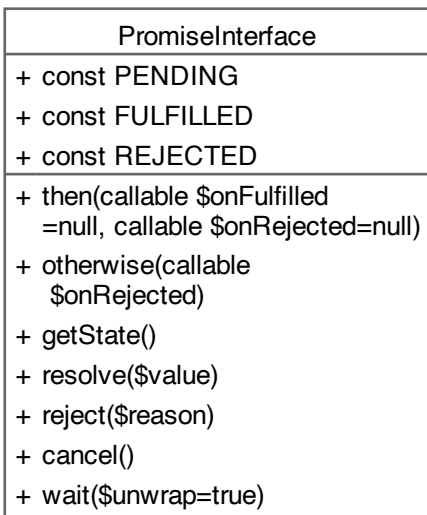 PromiseInterface
+ const PENDING
+ const FULFILLED
+ const REJECTED
+ then(callable $onFulfilled
=null, callable $onRejected=null)
+ otherwise(callable
$onRejected)
+ getState()
+ resolve($value)
+ reject($reason)
+ cancel()
+ wait($unwrap=true)